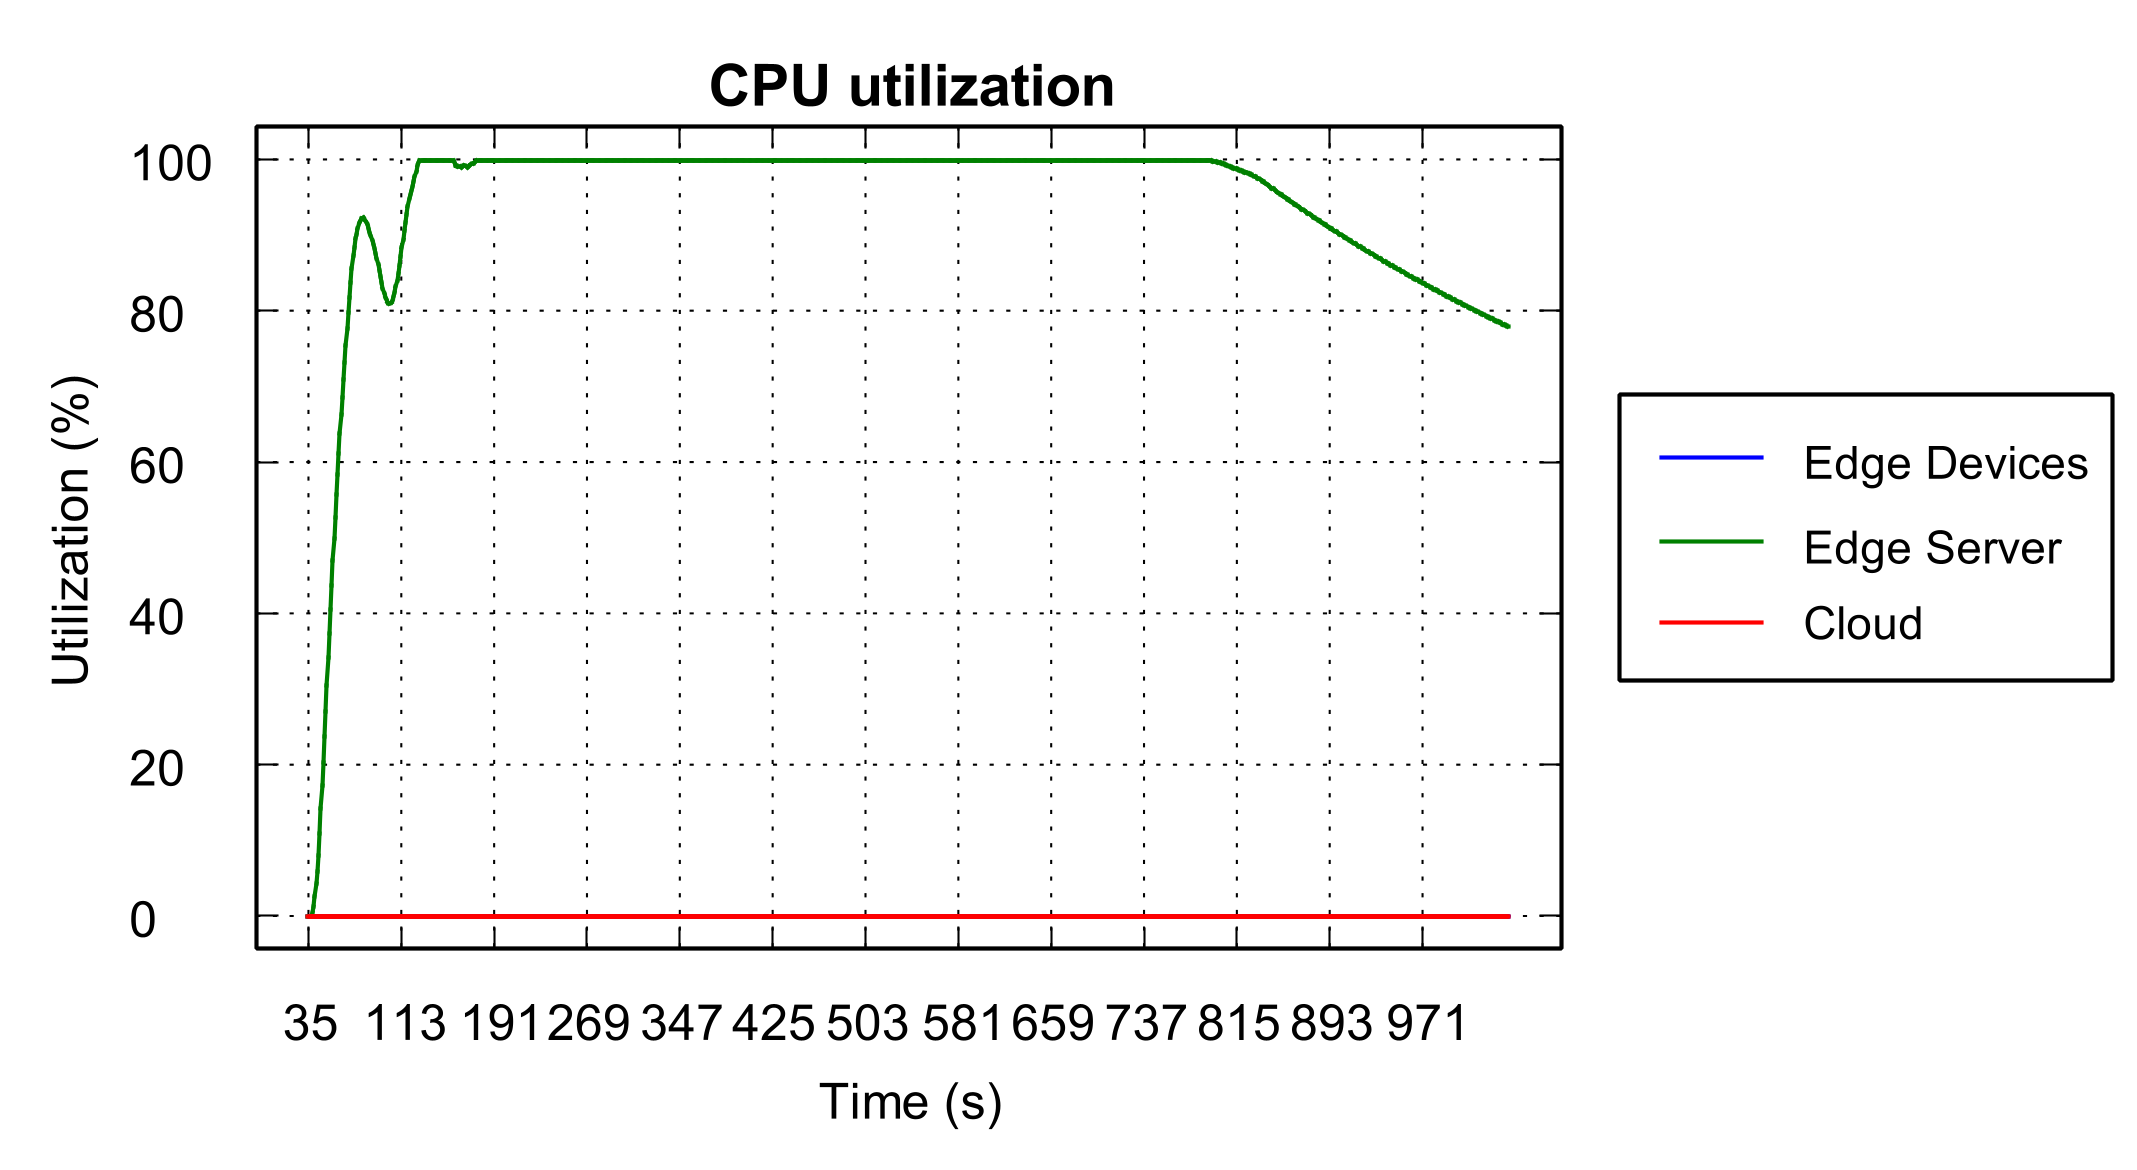 CPU utilization
100
80
60
40
20
0
Utilization (%)
35 113 191 269 347 425 503 581 659 737 815 893 971
Time (s)
Edge Devices
Edge Server
Cloud